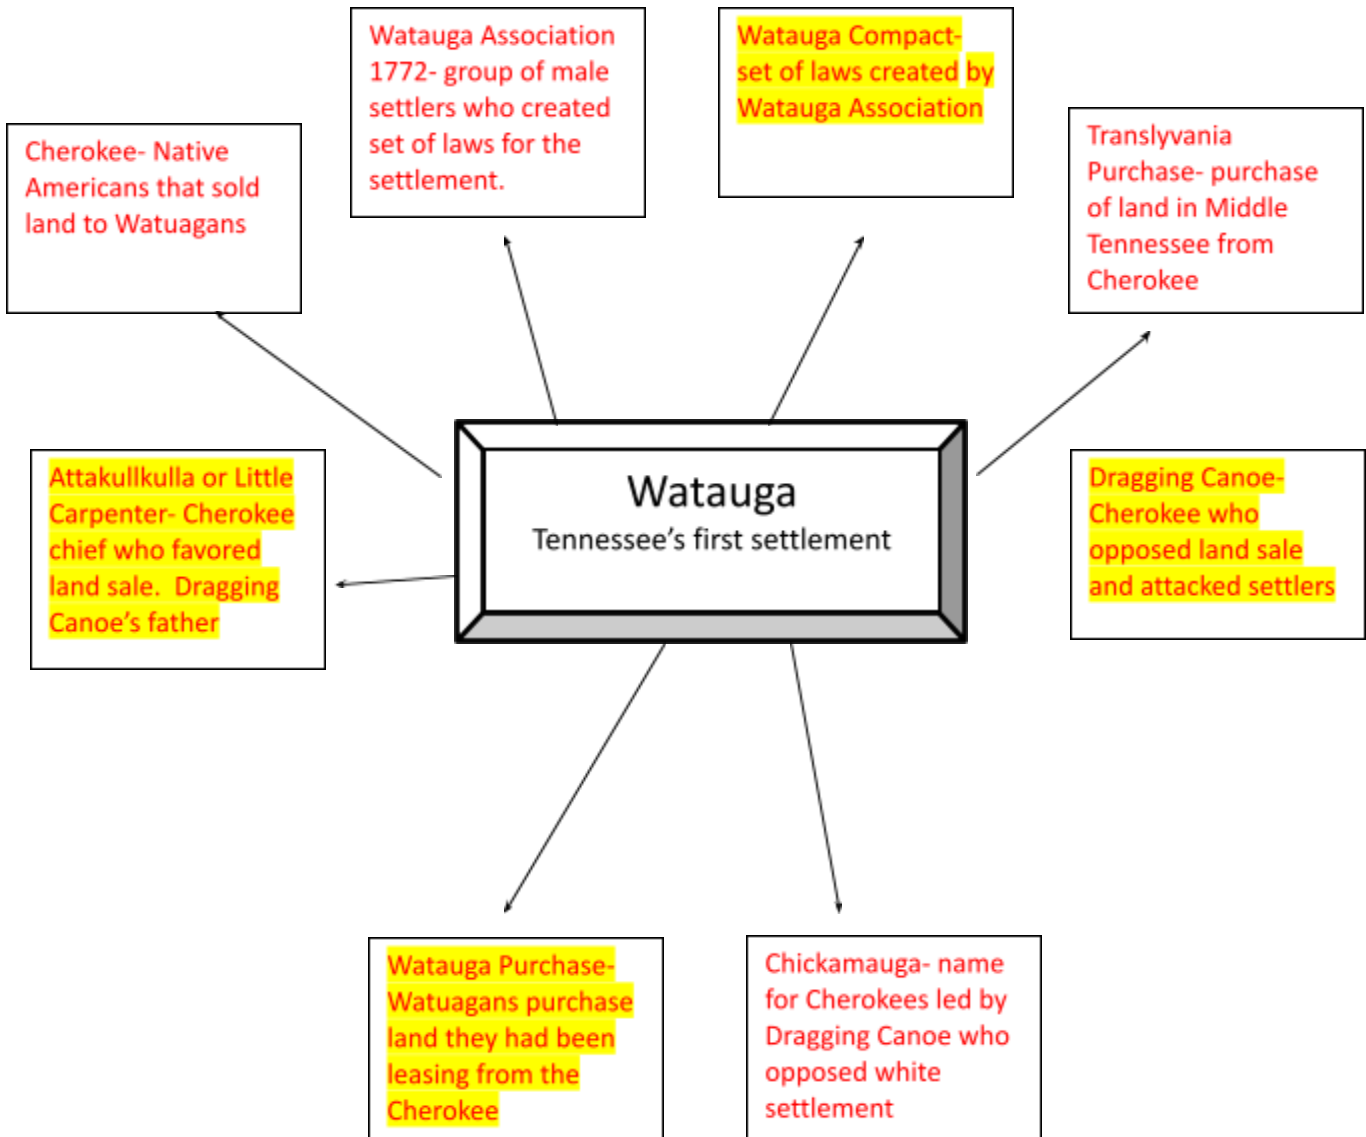 Watauga Association
1772- group of male
settlers who created
set of laws for the
settlement.
Watauga Compact-
set of laws created by
Watauga Association
Cherokee- Native
Americans that sold
land to Watuagans
Translyvania
Purchase- purchase
of land in Middle
Tennessee from
Cherokee
Attakullkulla or Little
Carpenter- Cherokee
chief who favored
land sale.  Dragging
Canoe’s father
Watauga
Tennessee’s first settlement
Dragging Canoe-
Cherokee who
opposed land sale
and attacked settlers
Watauga Purchase-
Watuagans purchase
land they had been
leasing from the
Cherokee
Chickamauga- name
for Cherokees led by
Dragging Canoe who
opposed white
settlement